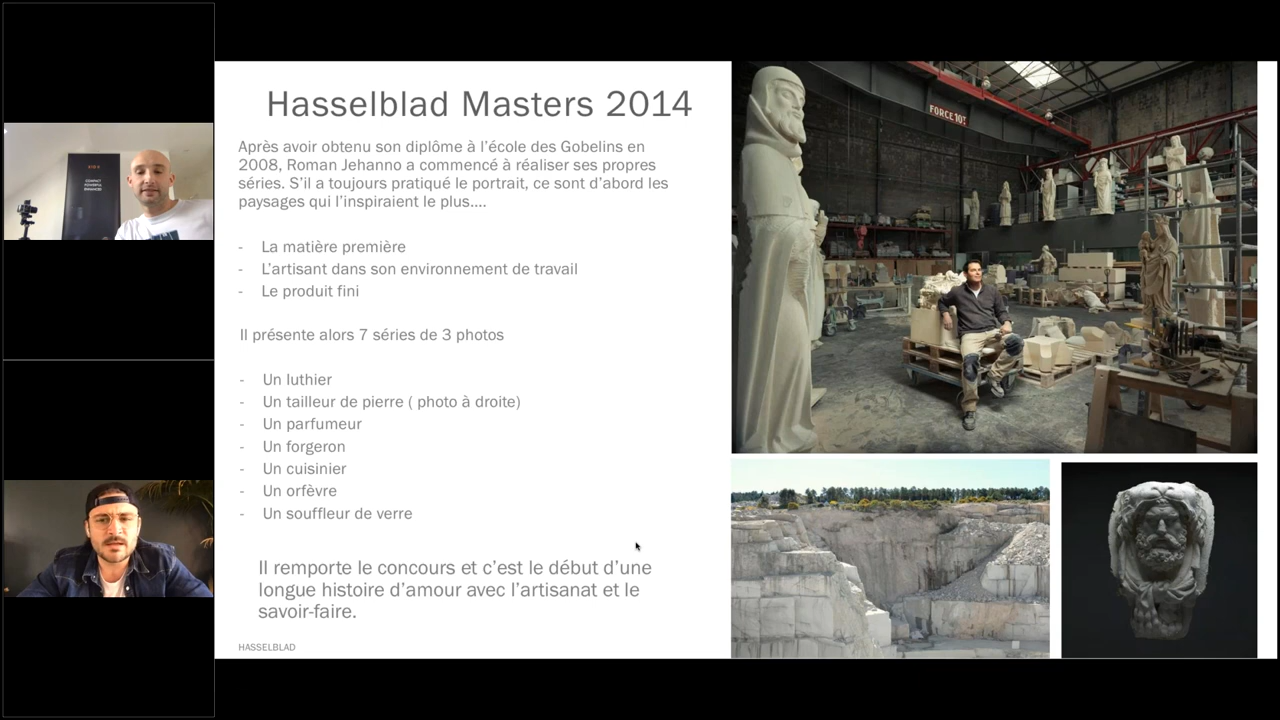 Hasselblad Masters 2014
Après avoir obtenu son diplôme à l'école des Gobelins en
2008, Roman Jehanno a commencé à réaliser ses propres
séries. S'il a toujours pratiqué le portrait, ce sont d'abord les
paysages qui l'inspiraient le plus....
- La matière première
- L'artisant dans son environnement de travail
- Le produit fini
Il présente alors 7 séries de 3 photos
- Un luthier
- Un tailleur de pierre ( photo à droite)
- Un parfumeur
- Un forgeron
- Un cuisinier
- Un orfèvre
- Un souffleur de verre
Il remporte le concours et c'est le début d'une
longue histoire d'amour avec l'artisanat et le
savoir-faire.
HASSELBLAD
FORCE 10T.